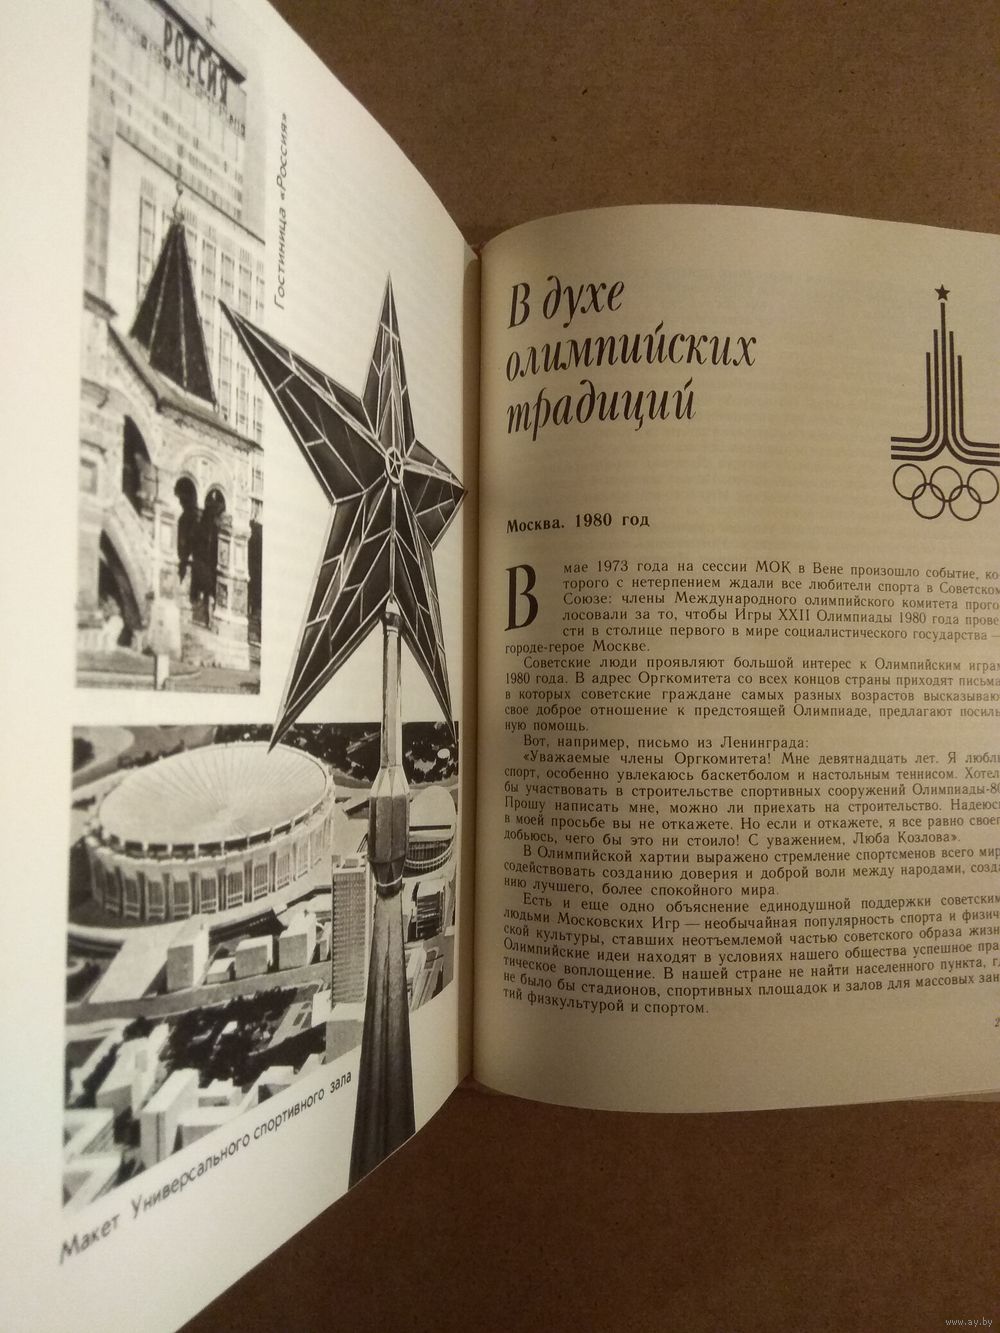 РОССИЯ
Гостиница «Россия»
Макет Универсального спортивного зала
В духе
олимпийских
традиций
Москва. 1980 год
В мае 1973 года на сессии МОК в Вене произошло событие, ко-
торого с нетерпением ждали все любители спорта в Советском
Союзе: члены Международного олимпийского комитета прого-
лосовали за то, чтобы Игры XXII Олимпиады 1980 года прове-
сти в столице первого в мире социалистического государства —
городе-герое Москве.
Советские люди проявляют большой интерес к Олимпийским играм
1980 года. В адрес Оргкомитета со всех концов страны приходят письма,
в которых советские граждане самых разных возрастов высказываю
свое доброе отношение к предстоящей Олимпиаде, предлагают посиль-
ную помощь.
Вот, например, письмо из Ленинграда:
«Уважаемые члены Оргкомитета! Мне девятнадцать лет. Я люблю
спорт, особенно увлекаюсь баскетболом и настольным теннисом. Хотел
бы участвовать в строительстве спортивных сооружений Олимпиады-80
Прошу написать мне, можно ли приехать на строительство. Надеюс
в моей просьбе вы не откажете. Но если и откажете, я все равно своег
добьюсь, чего бы это ни стоило! С уважением, Люба Козлова».
В Олимпийской хартии выражено стремление спортсменов всего мир
содействовать созданию доверия и доброй воли между народами, созда
нию лучшего, более спокойного мира.
Есть и еще одно объяснение единодушной поддержки советским
людьми Московских Игр — необычайная популярность спорта и физич
ской культуры, ставших неотъемлемой частью советского образа жизн
Олимпийские идеи находят в условиях нашего общества успешное пра
тическое воплощение. В нашей стране не найти населенного пункта, гд
не было бы стадионов, спортивных площадок и залов для массовых зан
тий физкультурой и спортом.
2
www.ay.by